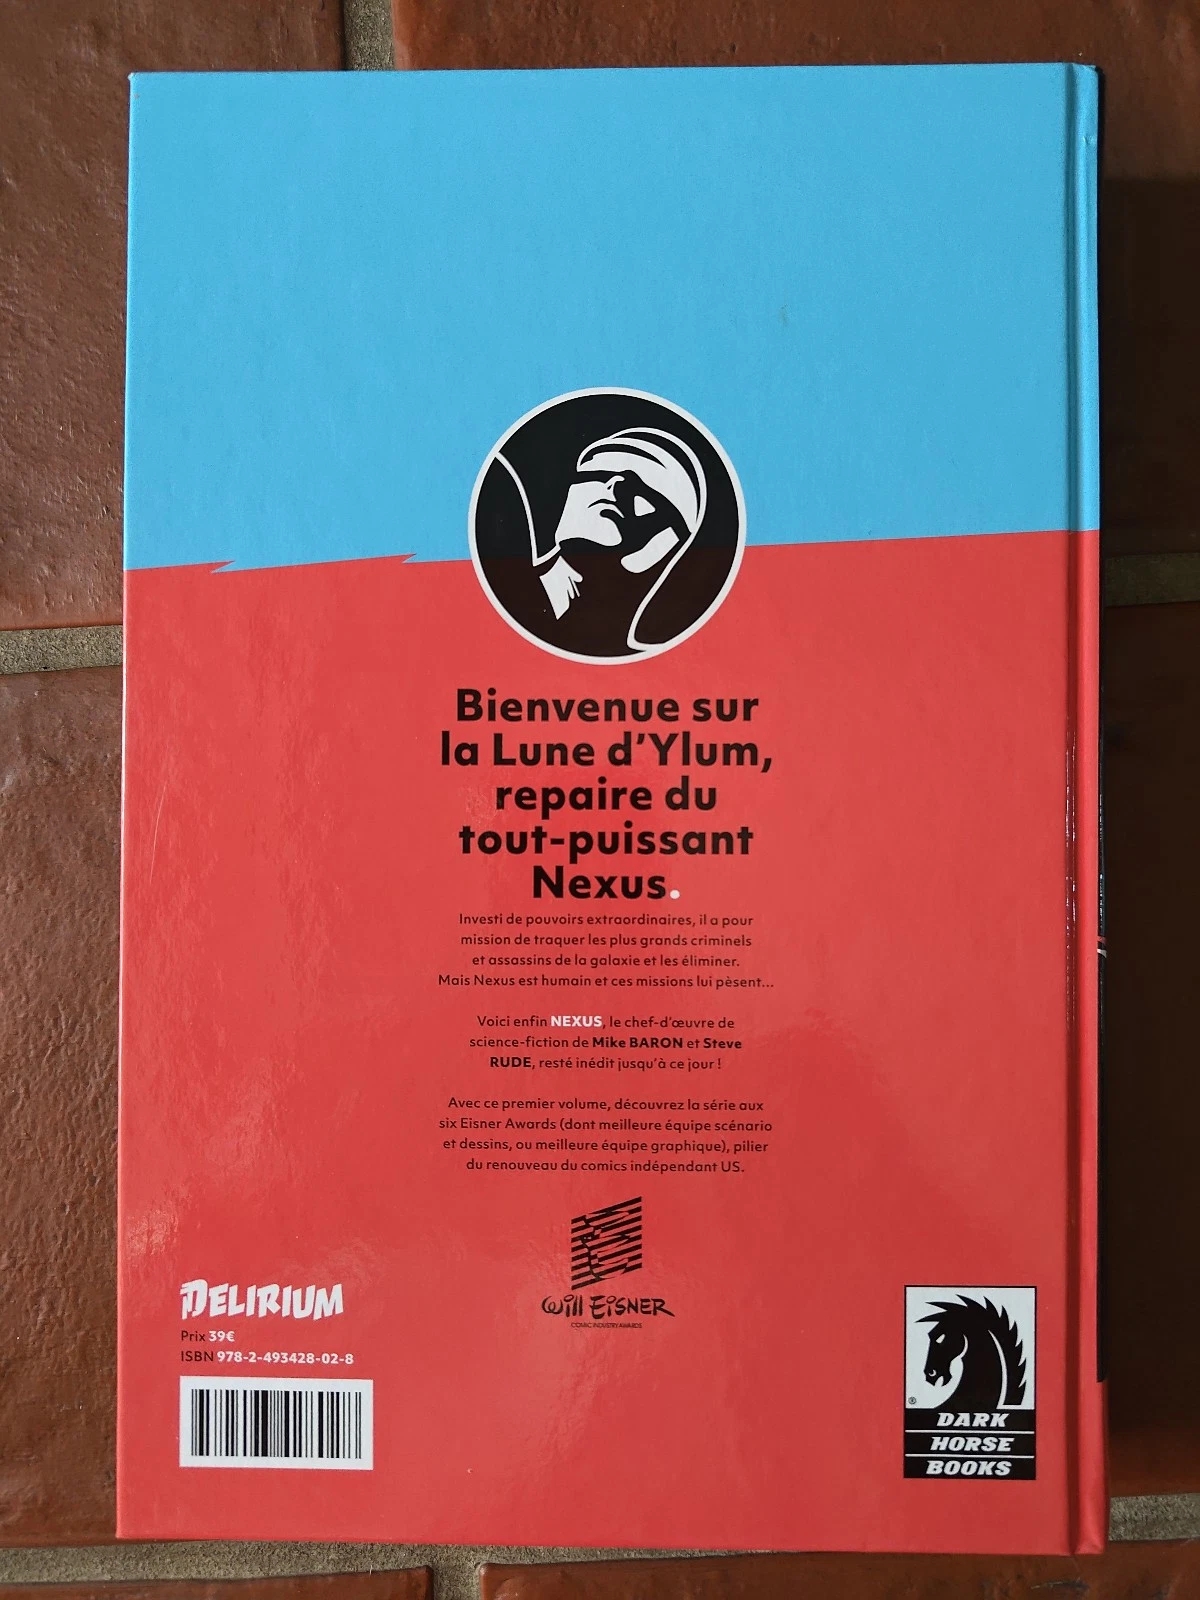 Bienvenue sur
la Lune d'Ylum,
repaire du
tout-puissant
Nexus.
Investi de pouvoirs extraordinaires, il a pour
mission de traquer les plus grands criminels
et assassins de la galaxie et les éliminer.
Mais Nexus est humain et ces missions lui pèsent...
Voici enfin NEXUS, le chef-d'œuvre de
science-fiction de Mike BARON et Steve
RUDE, resté inédit jusqu'à ce jour !
Avec ce premier volume, découvrez la série aux
six Eisner Awards (dont meilleure équipe scénario
et dessins, ou meilleure équipe graphique), pilier
du renouveau du comics indépendant US.
Will EiSNER
COMIC INDUSTRY AWARDS
DELIRIUM
Prix 39€
ISBN 978-2-493428-02-8
®
DARK
HORSE
BOOKS